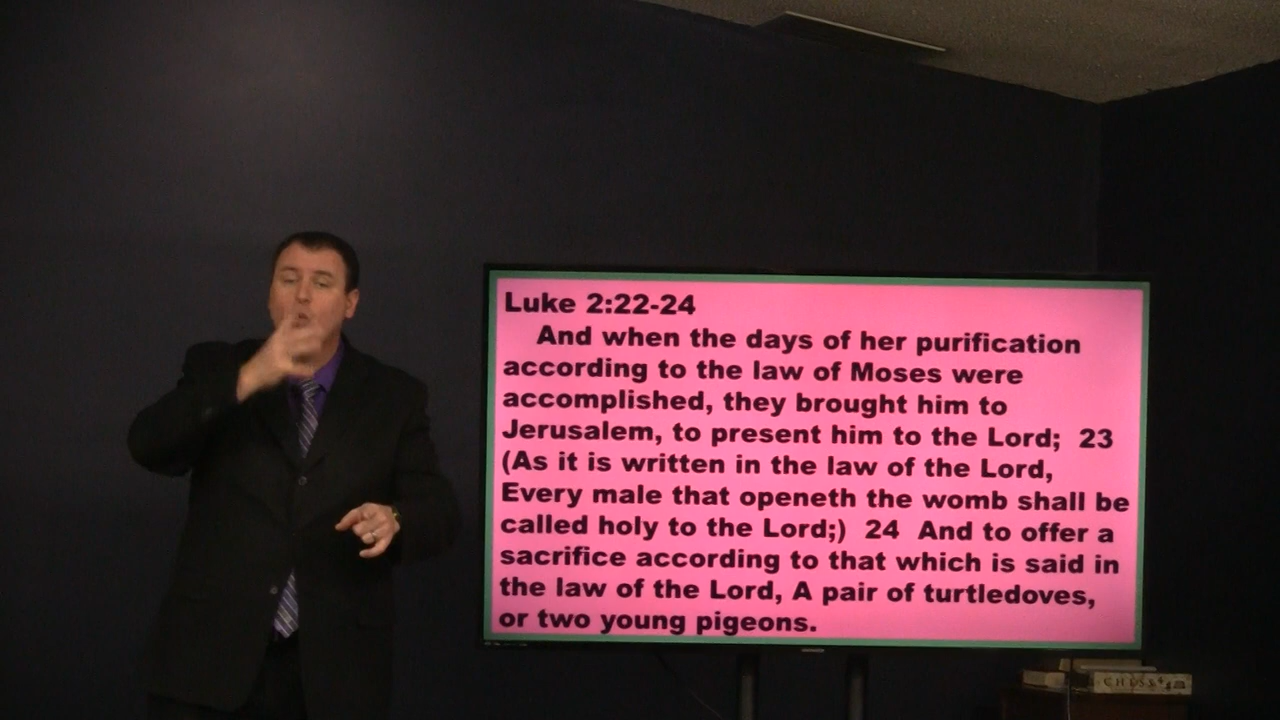 Luke 2:22-24
And when the days of her purification
according to the law of Moses were
accomplished, they brought him to
Jerusalem, to present him to the Lord; 23
(As it is written in the law of the Lord,
Every male that openeth the womb shall be
called holy to the Lord;) 24 And to offer a
sacrifice according to that which is said in
the law of the Lord, A pair of turtledoves,
or two young pigeons.
CHESS